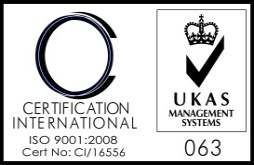 CERTIFICATION
INTERNATIONAL
ISO 9001:2008
Cert No: CI/16556
UKAS
MANAGEMENT
SYSTEMS
063